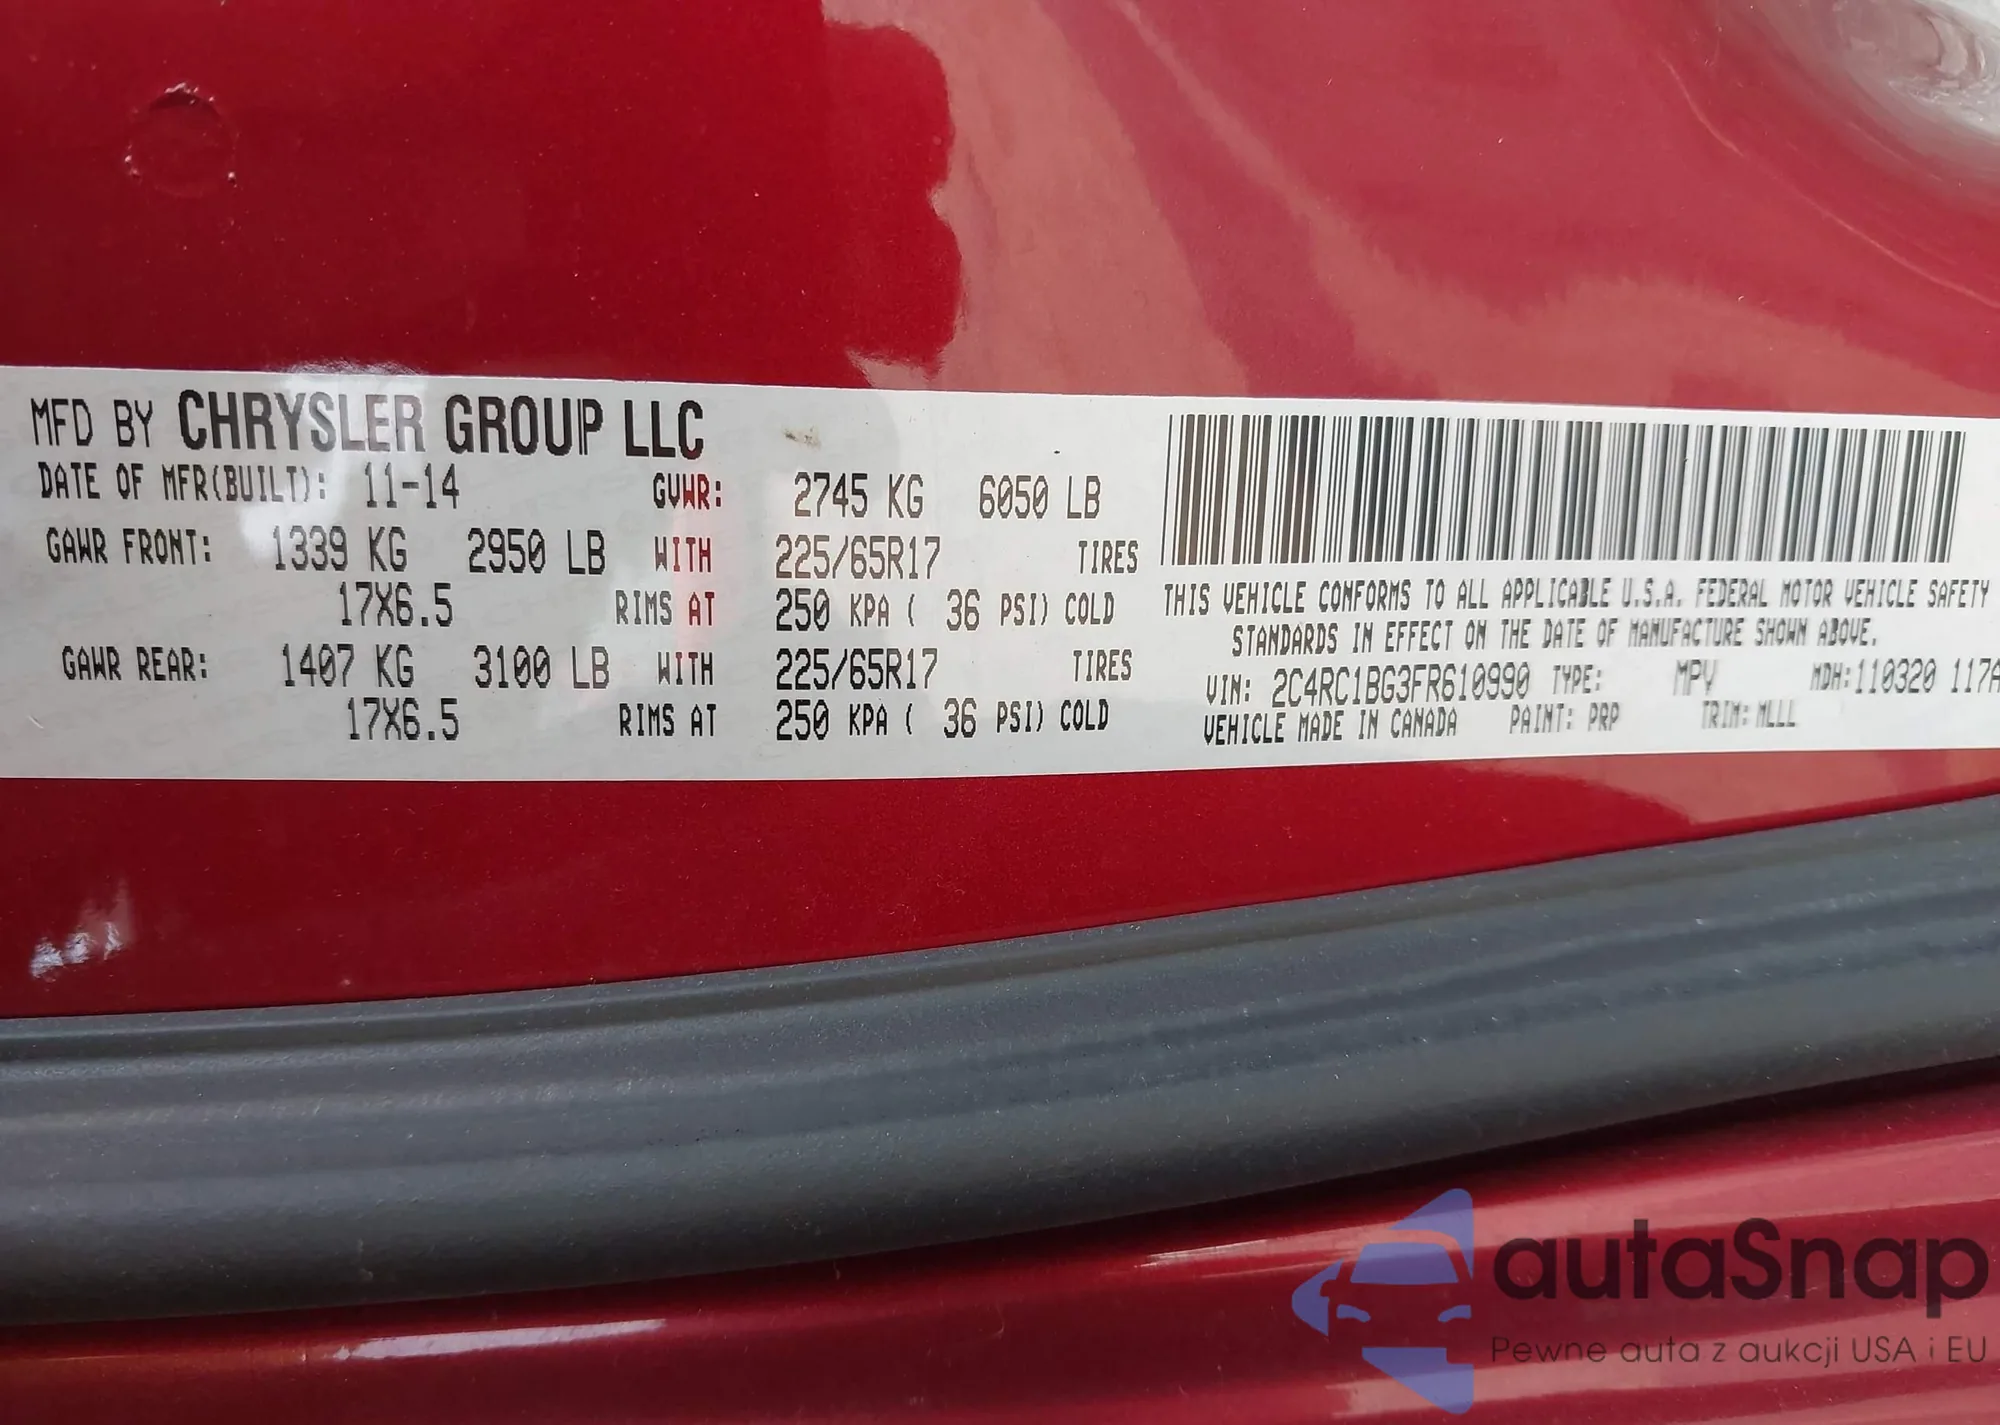 MFD BY CHRYSLER GROUP LLC
DATE OF MFR(BUILT): 11-14 GVWR: 2745 KG 6050 LB
GAWR FRONT: 1339 KG 2950 LB WITH 225/65R17 TIRES
17X6.5 RIMS AT 250 KPA ( 36 PSI) COLD
GAWR REAR: 1407 KG 3100 LB WITH 225/65R17 TIRES
17X6.5 RIMS AT 250 KPA ( 36 PSI) COLD
THIS VEHICLE CONFORMS TO ALL APPLICABLE U.S.A. FEDERAL MOTOR VEHICLE SAFETY
STANDARDS IN EFFECT ON THE DATE OF MANUFACTURE SHOWN ABOVE.
VIN: 2C4RC1BG3FR610990 TYPE: MPV MDH:110320 117A
VEHICLE MADE IN CANADA PAINT: PRP TRIM: MLLL
autaSnap
Pewne auta z aukcji USA i EU